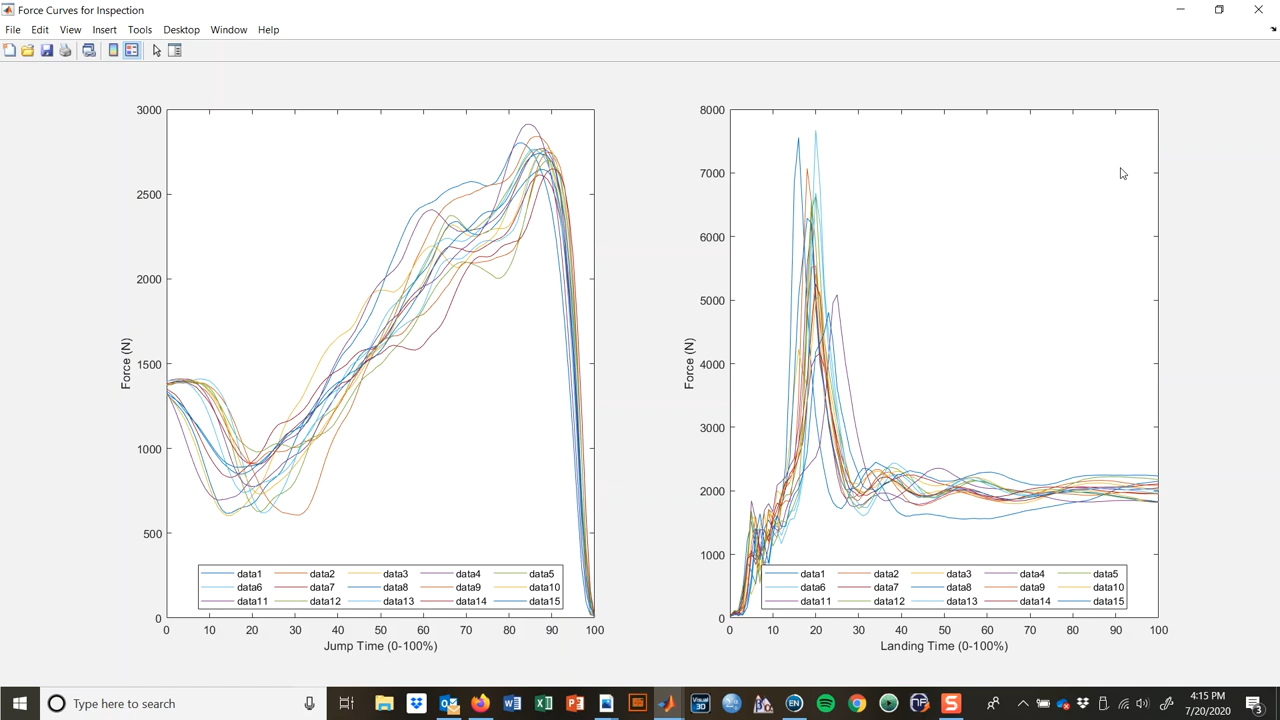 Force Curves for Inspection
File Edit View Insert Tools Desktop Window Help
3000
2500
2000
1500
1000
500
0
Force (N)
0 10 20 30 40 50 60 70 80 90 100
Jump Time (0-100%)
data1 data2 data3 data4 data5
data6 data7 data8 data9 data10
data11 data12 data13 data14 data15
8000
7000
6000
5000
4000
3000
2000
1000
0
Force (N)
0 10 20 30 40 50 60 70 80 90 100
Landing Time (0-100%)
data1 data2 data3 data4 data5
data6 data7 data8 data9 data10
data11 data12 data13 data14 data15
Type here to search
4:15 PM
7/20/2020